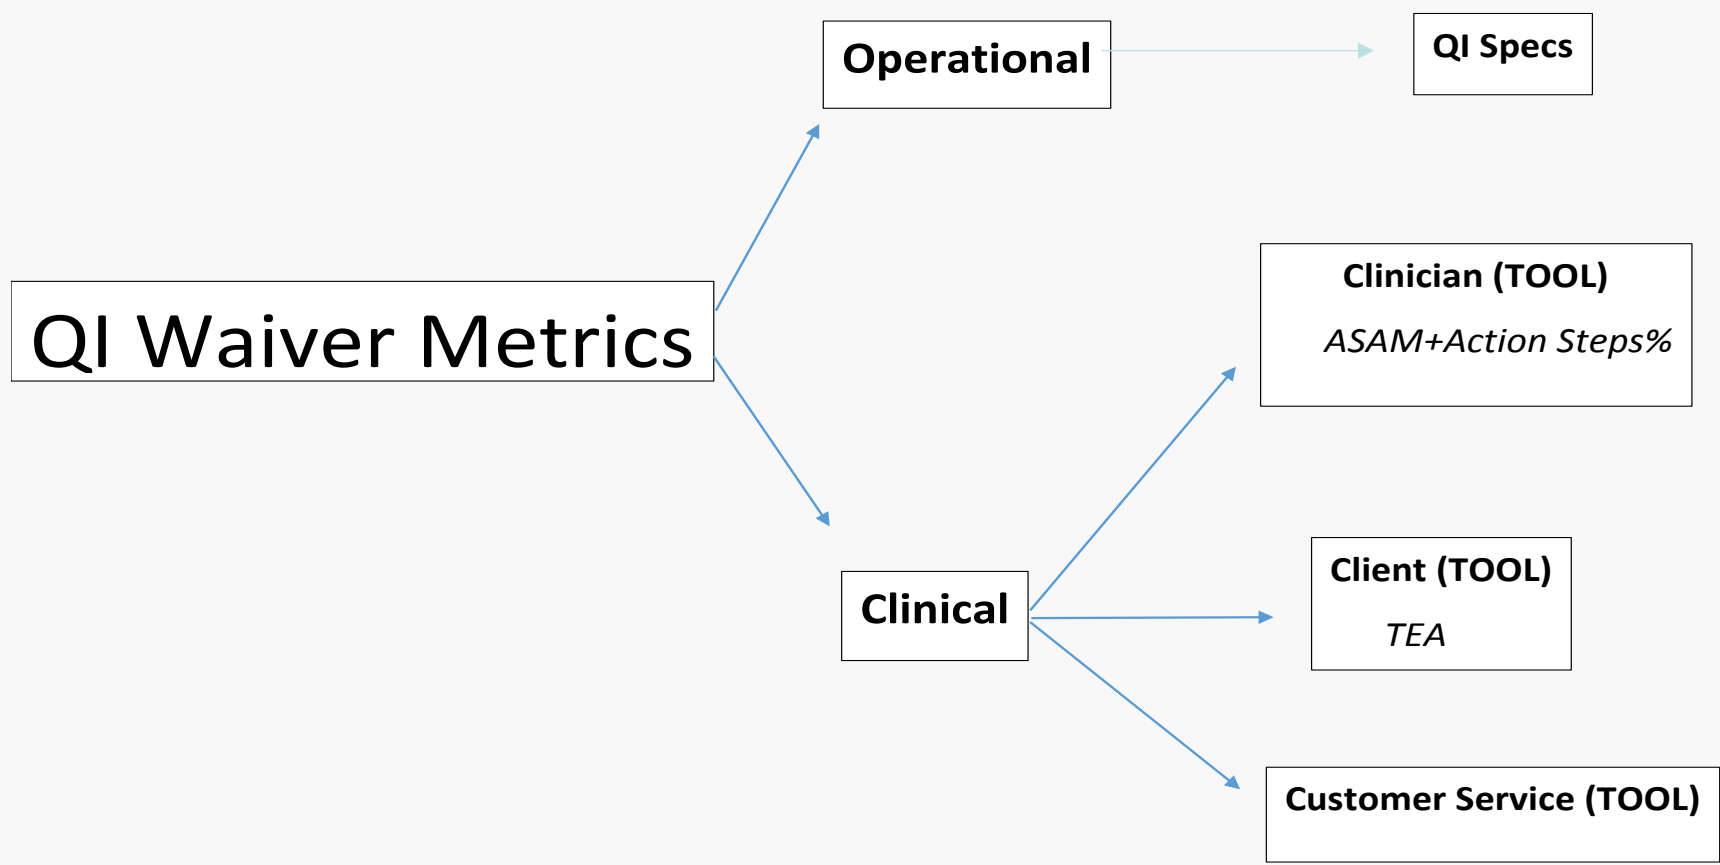 Operational
QI Specs
Clinician (TOOL)
ASAM+Action Steps%
QI Waiver Metrics
Client (TOOL)
TEA
Clinical
Customer Service (TOOL)